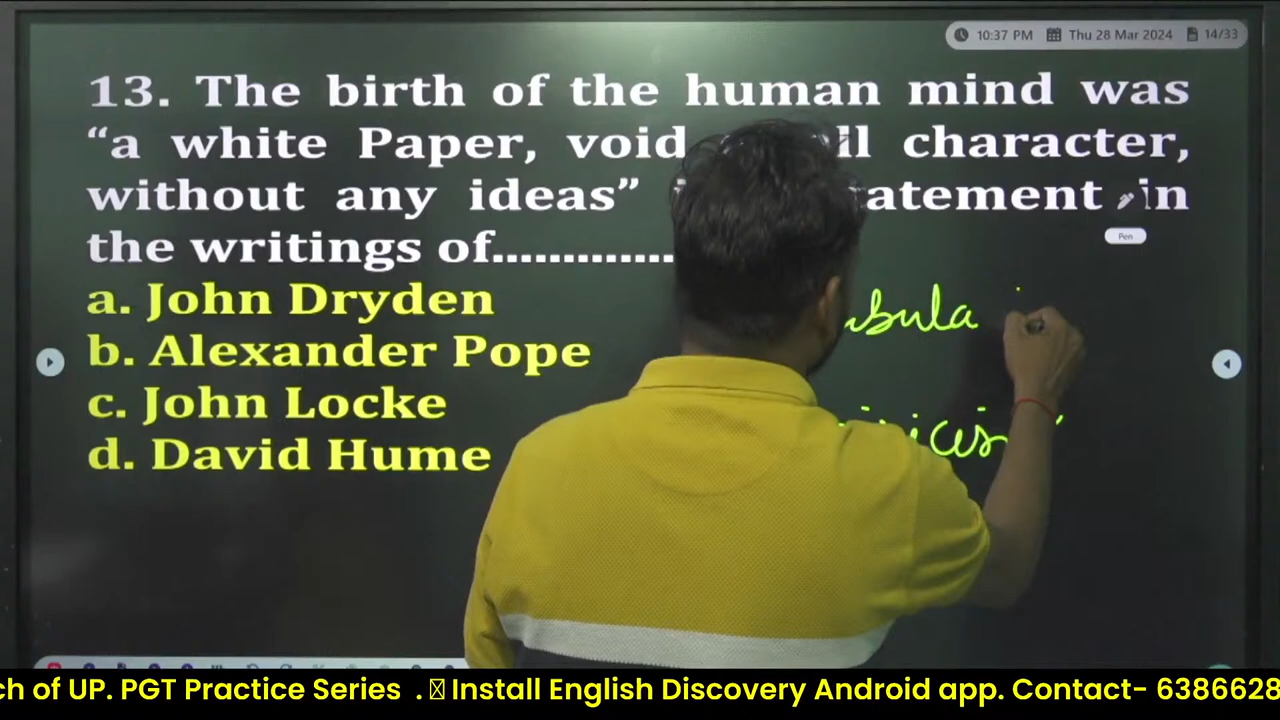 10:37 PM Thu 28 Mar 2024 14/33
13. The birth of the human mind was
“a white Paper, void all character,
without any ideas” in
Pen
the writings of.............
a. John Dryden
b. Alexander Pope
c. John Locke
d. David Hume
ch of UP. PGT Practice Series . Install English Discovery Android app. Contact- 6386628